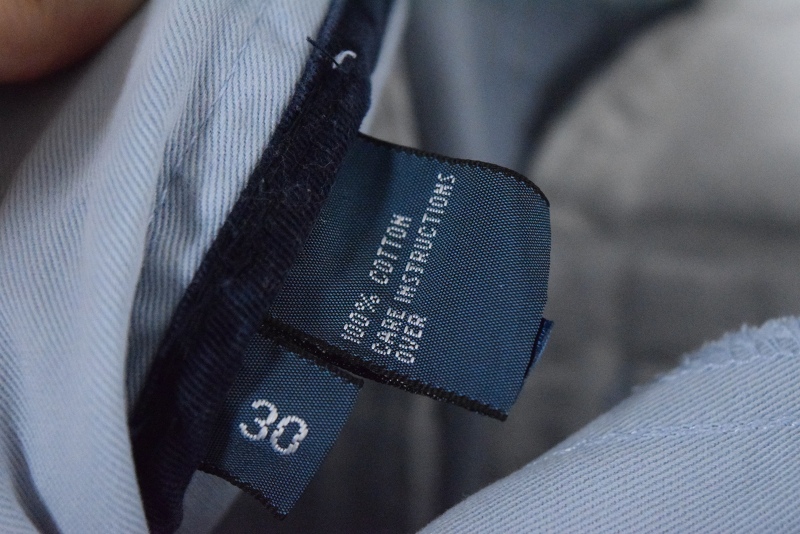 100% COTTON
CARE INSTRUCTIONS
OVER
30